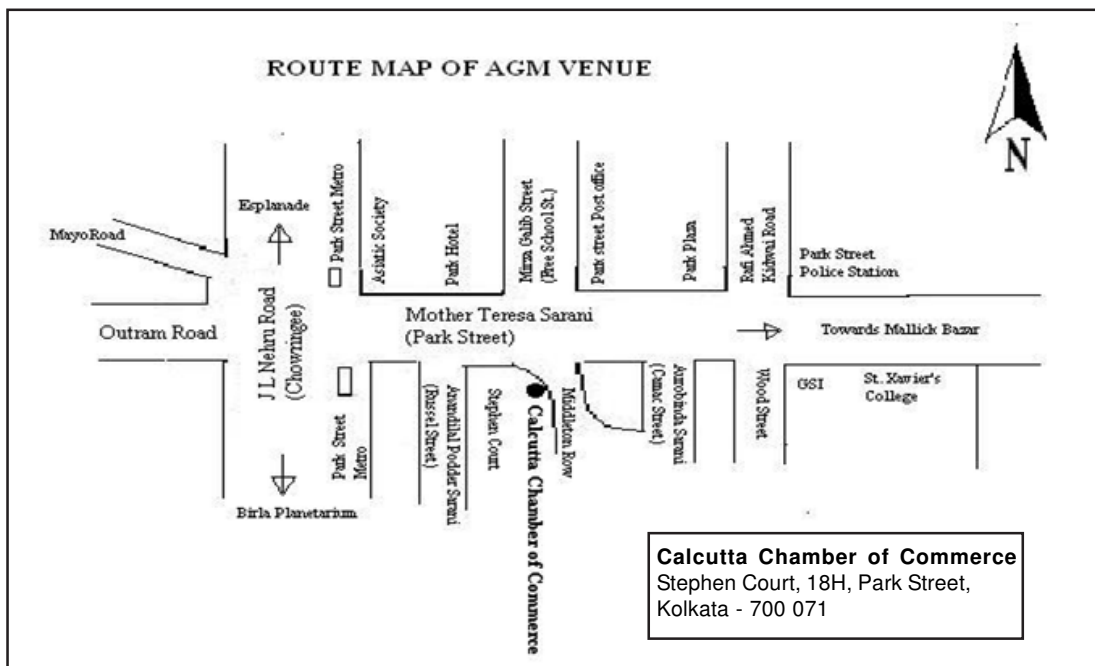 ROUTE MAP OF AGM VENUE
N
Esplanade
Mayo Road
Park Street Metro
Asiatic Society
Park Hotel
Mirza Galib Street
(Free School St.)
Park street Post office
Park Plaza
Rafi Ahmed
Kidwai Road
Park Street
Police Station
Outram Road
J L Nehru Road
(Chowringee)
Mother Teresa Sarani
(Park Street)
Towards Mallick Bazar
Park Street
Metro
Anandilal Podder Sarani
(Russel Street)
Stephen Court
Calcutta Chamber of Commerce
Middleton Row
Aurobinda Sarani
(Camac Street)
Wood Street
GSI
St. Xavier's
College
Birla Planetarium
Calcutta Chamber of Commerce
Stephen Court, 18H, Park Street,
Kolkata - 700 071